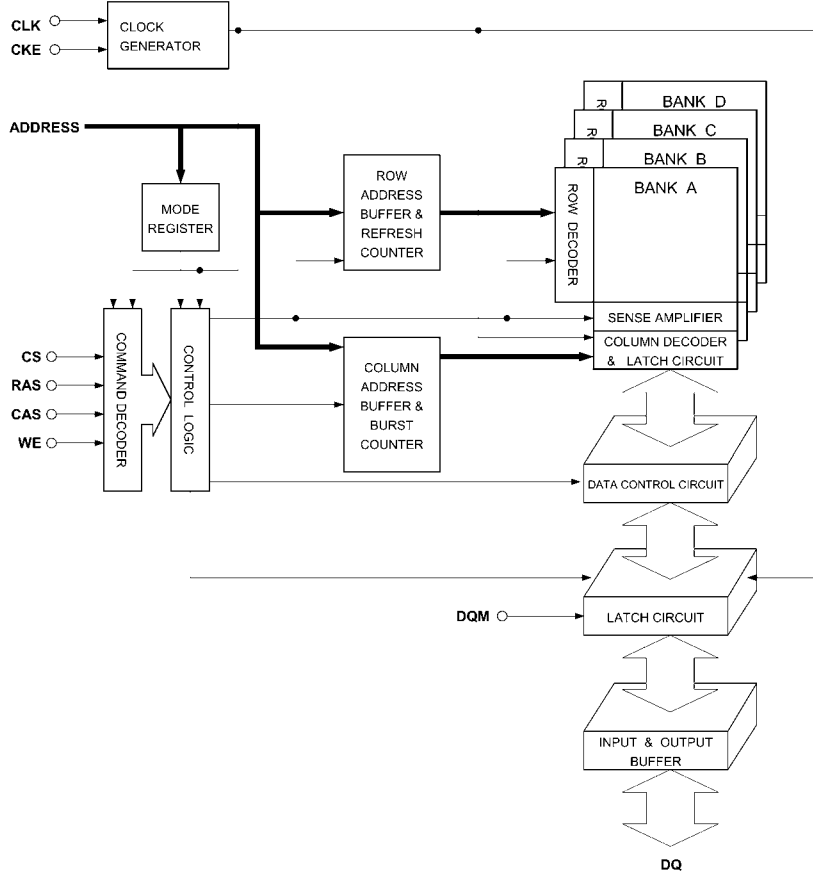 CLK
CKE
CLOCK
GENERATOR
ADDRESS
MODE
REGISTER
ROW
ADDRESS
BUFFER &
REFRESH
COUNTER
BANK D
BANK C
BANK B
BANK A
ROW DECODER
SENSE AMPLIFIER
COLUMN DECODER
& LATCH CIRCUIT
CS
RAS
CAS
WE
COMMAND DECODER
CONTROL LOGIC
COLUMN
ADDRESS
BUFFER &
BURST
COUNTER
DATA CONTROL CIRCUIT
DQM
LATCH CIRCUIT
INPUT & OUTPUT
BUFFER
DQ